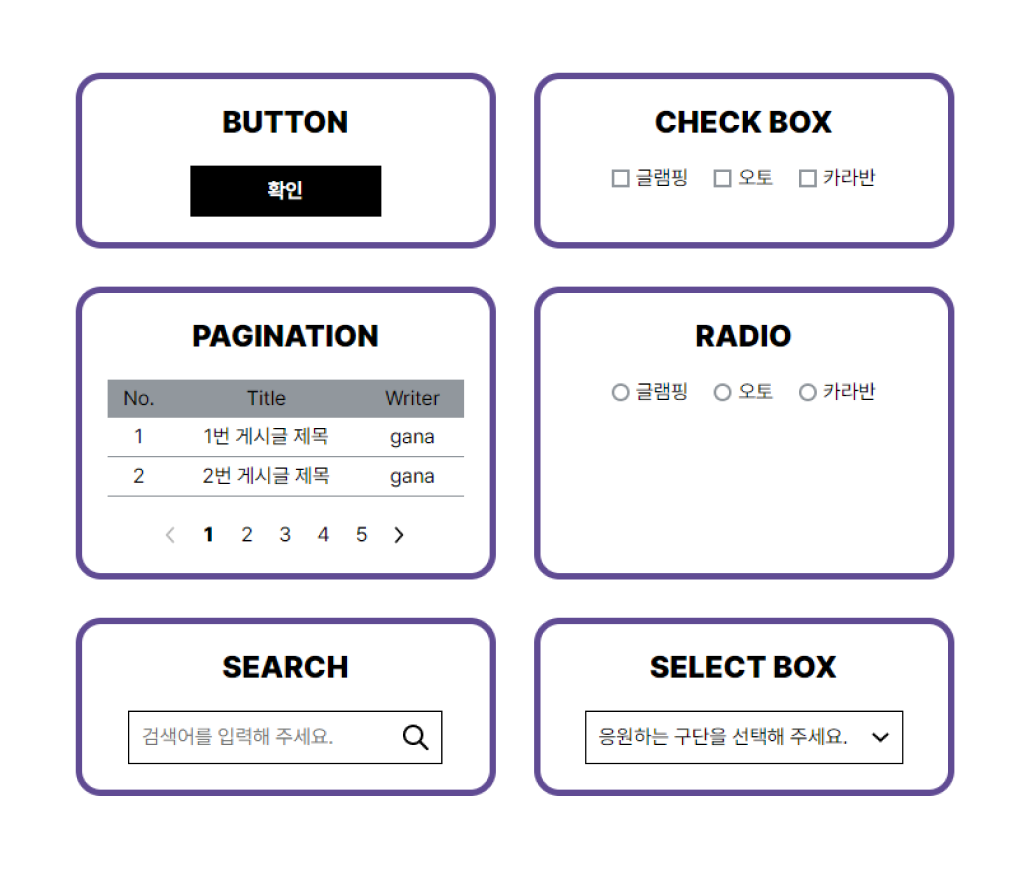 BUTTON
확인
CHECK BOX
글램핑 오토 카라반
PAGINATION
No. Title Writer
1 1번 게시글 제목 gana
2 2번 게시글 제목 gana
1 2 3 4 5
RADIO
글램핑 오토 카라반
SEARCH
검색어를 입력해 주세요.
SELECT BOX
응원하는 구단을 선택해 주세요.